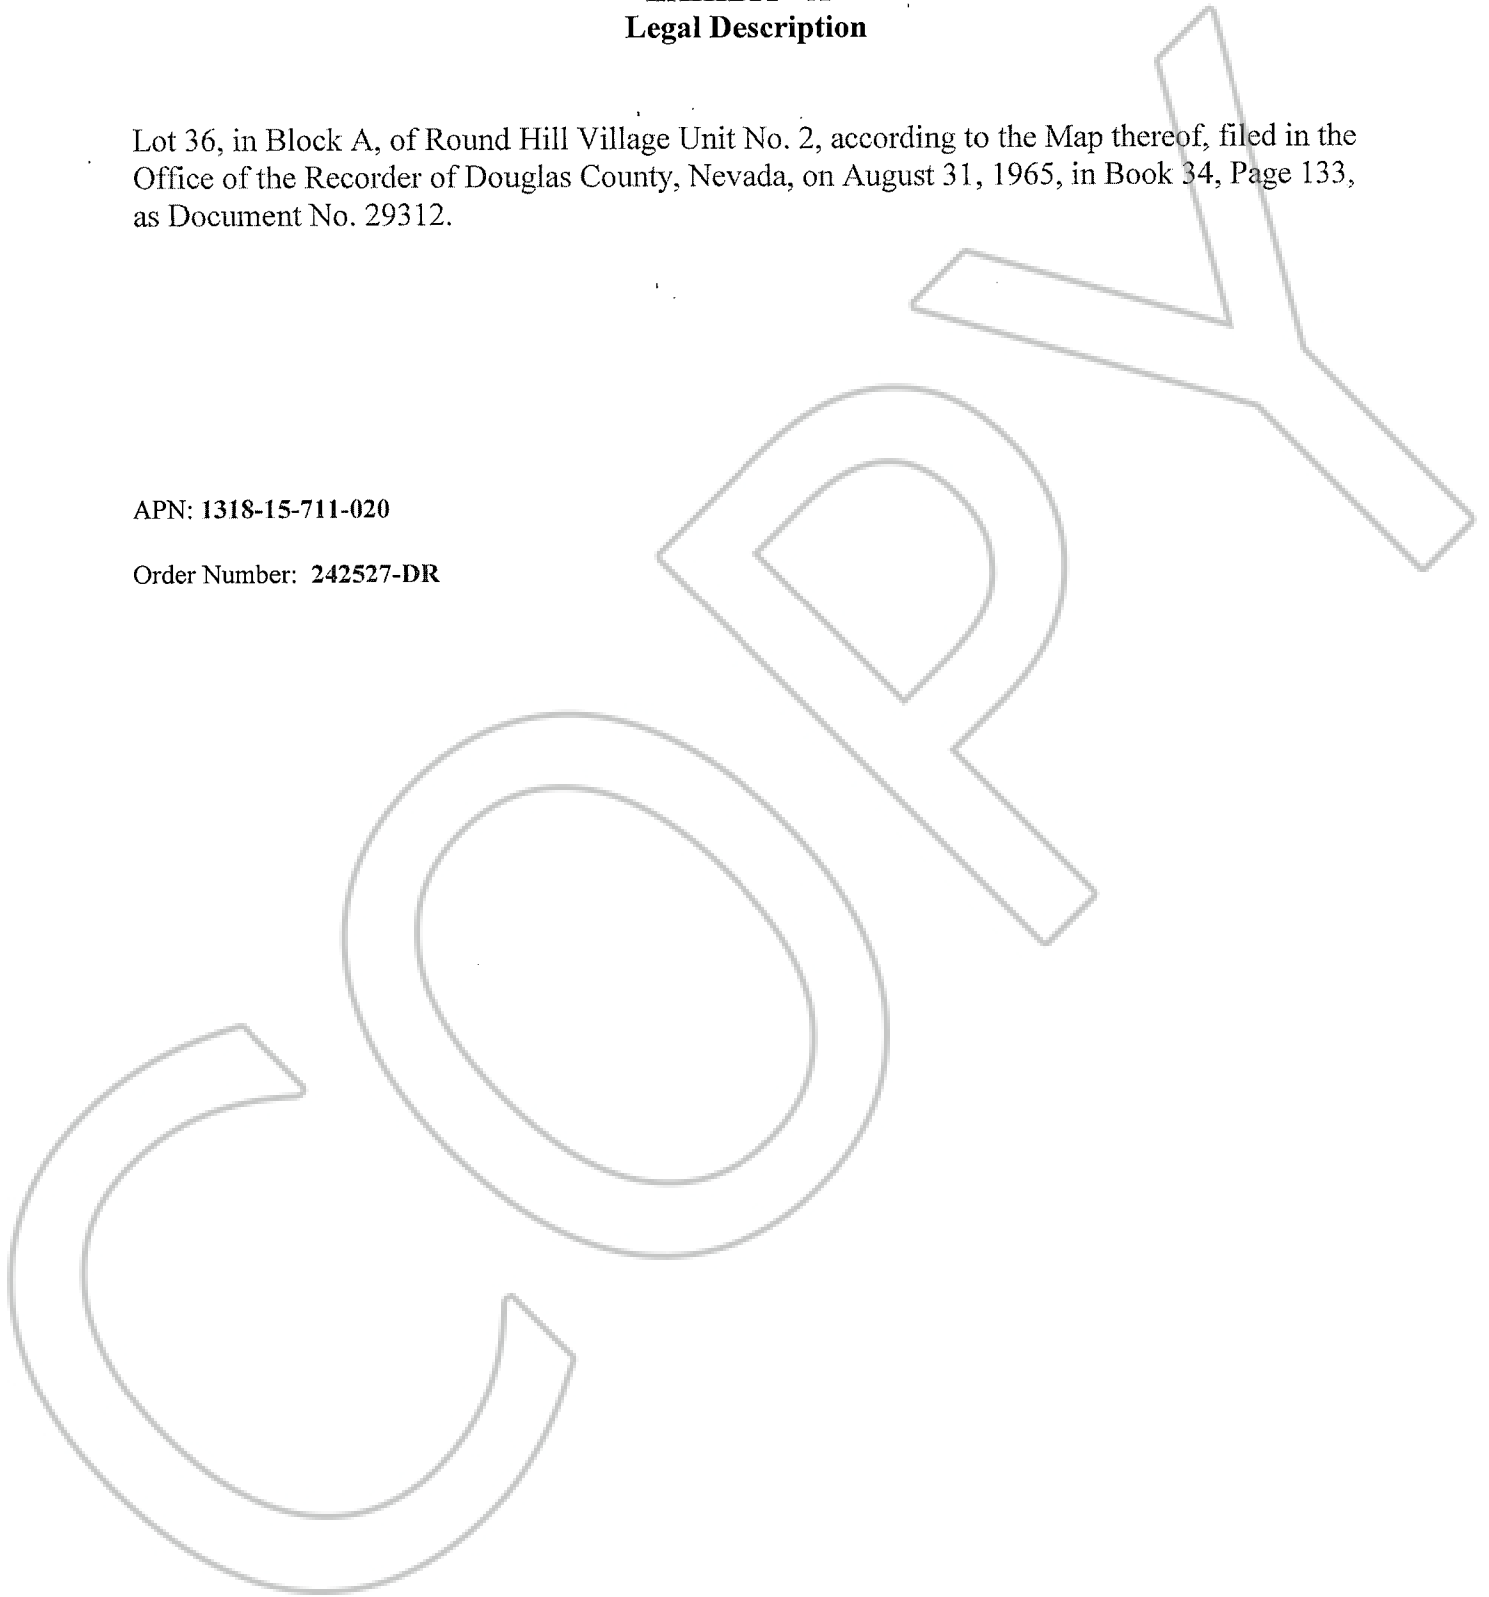 Legal Description
Lot 36, in Block A, of Round Hill Village Unit No. 2, according to the Map thereof, filed in the
Office of the Recorder of Douglas County, Nevada, on August 31, 1965, in Book 34, Page 133,
as Document No. 29312.
APN: 1318-15-711-020
Order Number: 242527-DR
COPY